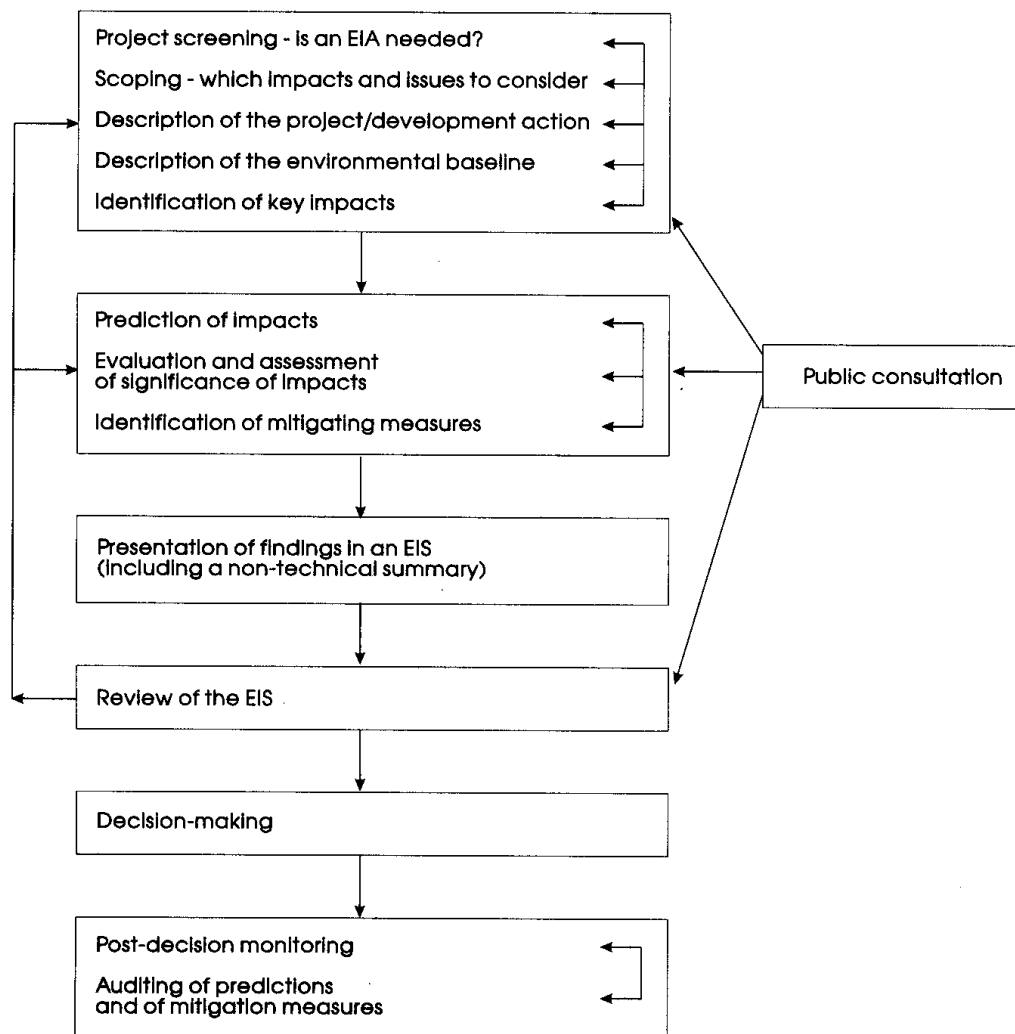 Project screening - is an EIA needed?
Scoping - which impacts and issues to consider
Description of the project/development action
Description of the environmental baseline
Identification of key impacts
Prediction of impacts
Evaluation and assessment
of significance of impacts
Identification of mitigating measures
Public consultation
Presentation of findings in an EIS
(including a non-technical summary)
Review of the EIS
Decision-making
Post-decision monitoring
Auditing of predictions
and of mitigation measures